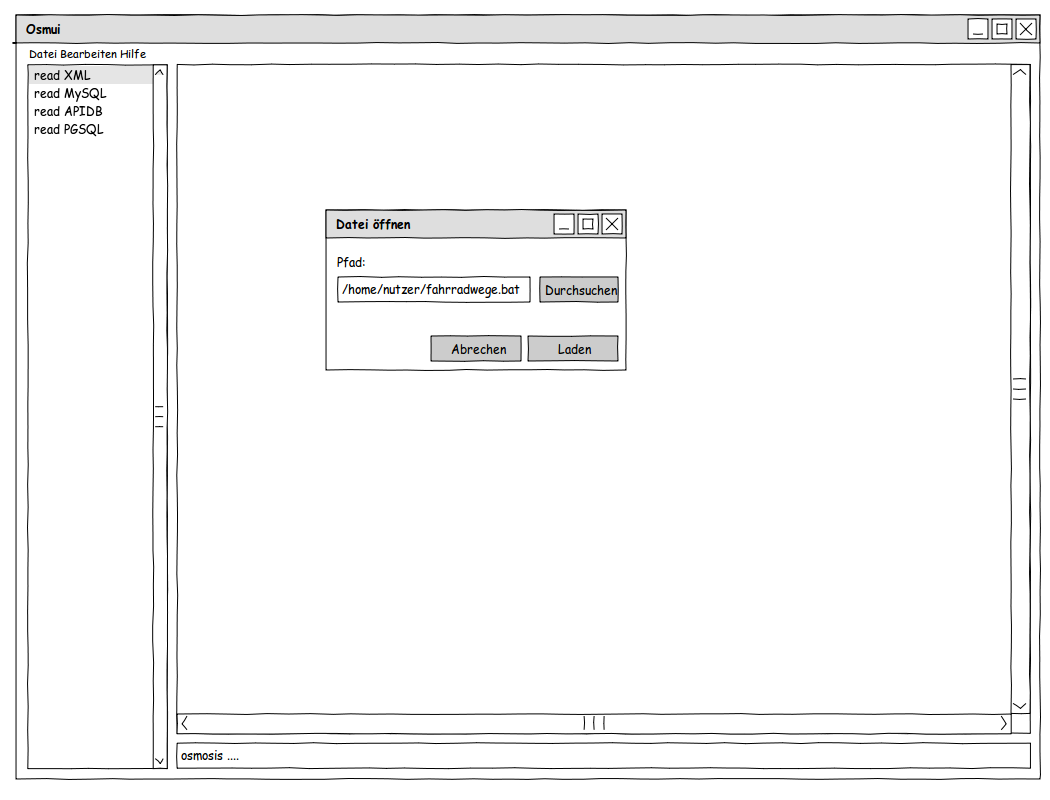 Osmui
Datei Bearbeiten Hilfe
read XML
read MySQL
read APIDB
read PGSQL
Datei öffnen
Pfad:
/home/nutzer/fahrradwege.bat Durchsuchen
Abrechen Laden
osmosis ....